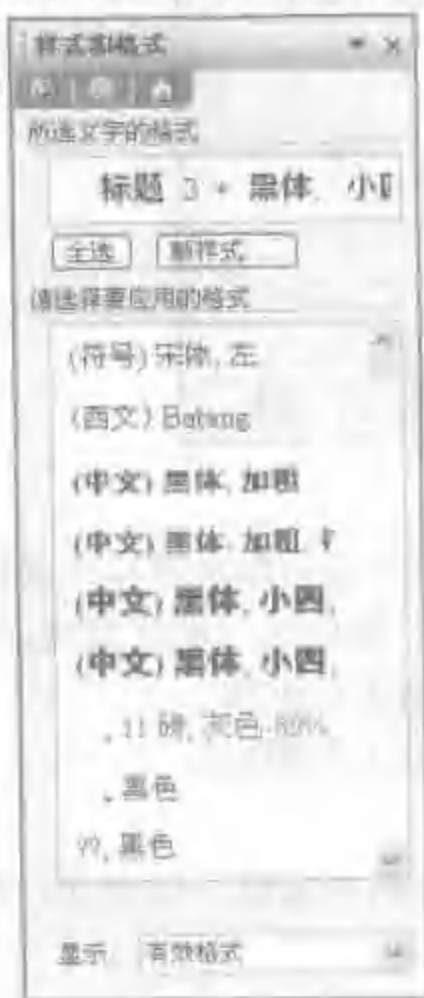 样式和格式
所选文字的格式
标题 3 + 黑体, 小四
全选 新样式
请选择要应用的格式
(符号) 宋体, 左
(西文) Batang
(中文) 黑体, 加粗
(中文) 黑体, 加粗,
(中文) 黑体, 小四,
(中文) 黑体, 小四,
, 11 磅, 灰色-80%
, 黑色
??, 黑色
显示: 有效格式